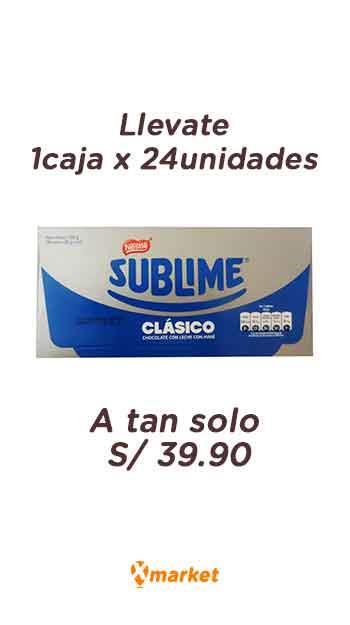 Llevate
1caja x 24unidades
Nestlé
SUBLIME
CLÁSICO
CHOCOLATE CON LECHE CON MANÍ
A tan solo
S/ 39.90
market